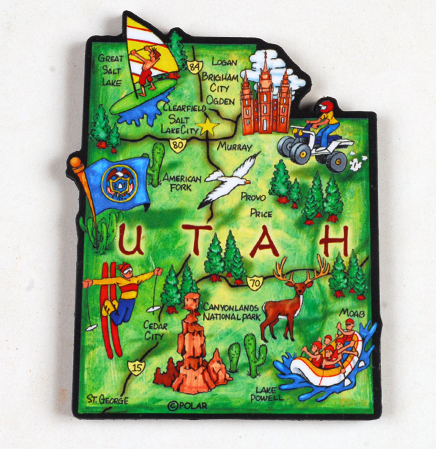 GREAT
SALT
LAKE
84
LOGAN
BRIGHAM
CITY
OGDEN
CLEARFIELD
SALT
LAKE CITY
80
MURRAY
AMERICAN
FORK
PROVO
PRICE
UTAH
70
CANYONLANDS
NATIONAL PARK
MOAB
CEDAR
CITY
15
LAKE
POWELL
ST. GEORGE
©POLAR